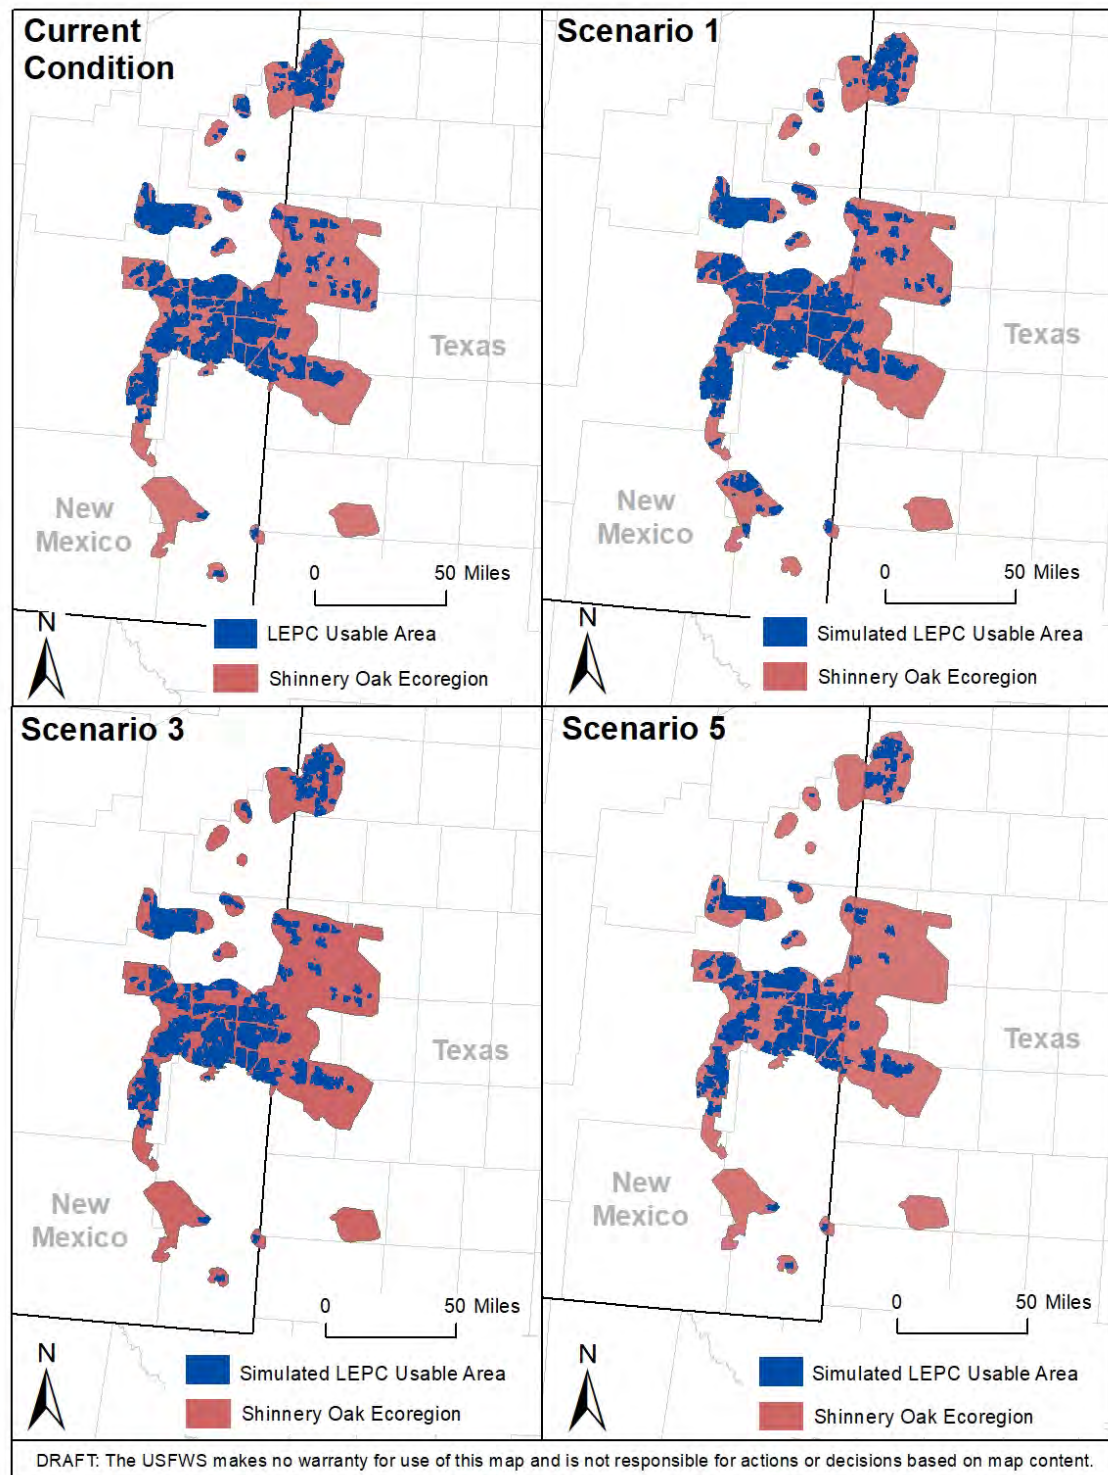 Current
Condition
Texas
New
Mexico
0 50 Miles
N
LEPC Usable Area
Shinnery Oak Ecoregion
Scenario 1
Texas
New
Mexico
0 50 Miles
N
Simulated LEPC Usable Area
Shinnery Oak Ecoregion
Scenario 3
Texas
New
Mexico
0 50 Miles
N
Simulated LEPC Usable Area
Shinnery Oak Ecoregion
Scenario 5
Texas
New
Mexico
0 50 Miles
N
Simulated LEPC Usable Area
Shinnery Oak Ecoregion
DRAFT: The USFWS makes no warranty for use of this map and is not responsible for actions or decisions based on map content.